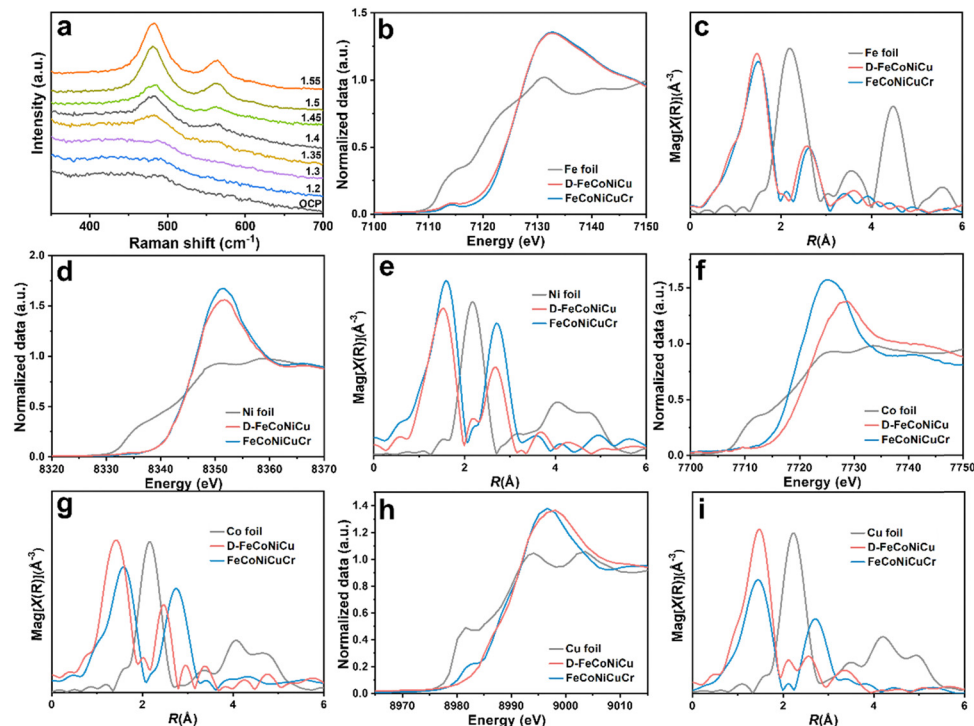 a
Intensity (a.u.)
1.55
1.5
1.45
1.4
1.35
1.3
1.2
OCP
400 500 600 700
Raman shift (cm⁻¹)
b
Normalized data (a.u.)
1.5
1.0
0.5
0.0
Fe foil
D-FeCoNiCu
FeCoNiCuCr
7110 7120 7130 7140 7150
Energy (eV)
c
Mag[X(R)](Å⁻³)
Fe foil
D-FeCoNiCu
FeCoNiCuCr
0 2 4 6
R(Å)
d
Normalized data (a.u.)
2.0
1.5
1.0
0.5
0.0
Ni foil
D-FeCoNiCu
FeCoNiCuCr
8320 8330 8340 8350 8360 8370
Energy (eV)
e
Mag[X(R)](Å⁻³)
Ni foil
D-FeCoNiCu
FeCoNiCuCr
0 2 4 6
R(Å)
f
Normalized data (a.u.)
1.5
1.0
0.5
0.0
Co foil
D-FeCoNiCu
FeCoNiCuCr
7700 7710 7720 7730 7740 7750
Energy (eV)
g
Mag[X(R)](Å⁻³)
Co foil
D-FeCoNiCu
FeCoNiCuCr
0 2 4 6
R(Å)
h
Normalized data (a.u.)
1.4
1.2
1.0
0.8
0.6
0.4
0.2
0.0
Cu foil
D-FeCoNiCu
FeCoNiCuCr
8970 8980 8990 9000 9010
Energy (eV)
i
Mag[X(R)](Å⁻³)
Cu foil
D-FeCoNiCu
FeCoNiCuCr
0 2 4 6
R(Å)